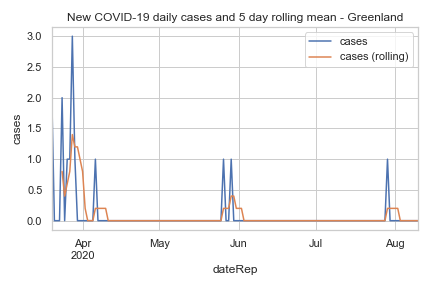 New COVID-19 daily cases and 5 day rolling mean - Greenland
cases
cases (rolling)
3.0
2.5
2.0
1.5
1.0
0.5
0.0
cases
Apr
2020
May
Jun
Jul
Aug
dateRep